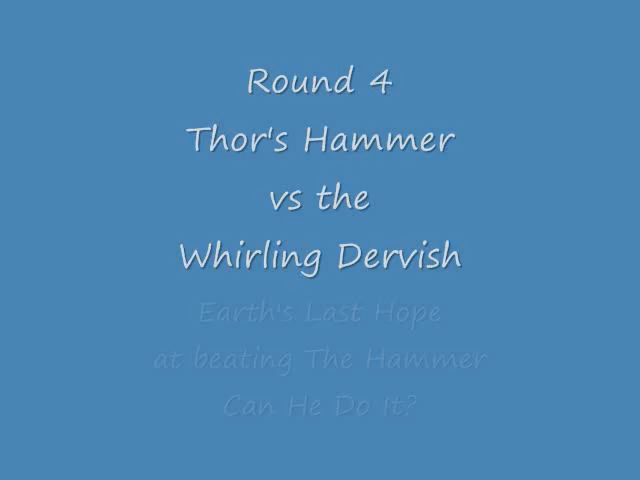 Round 4
Thor's Hammer
vs the
Whirling Dervish
Earth's Last Hope
at beating The Hammer
Can He Do It?